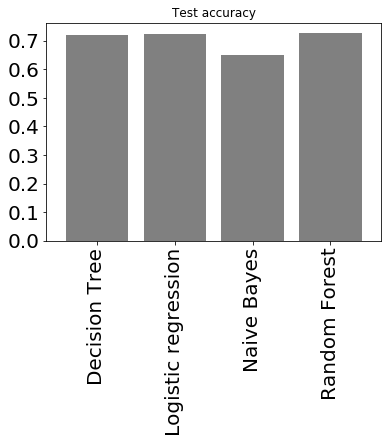 Test accuracy
0.7
0.6
0.5
0.4
0.3
0.2
0.1
0.0
Decision Tree
Logistic regression
Naive Bayes
Random Forest